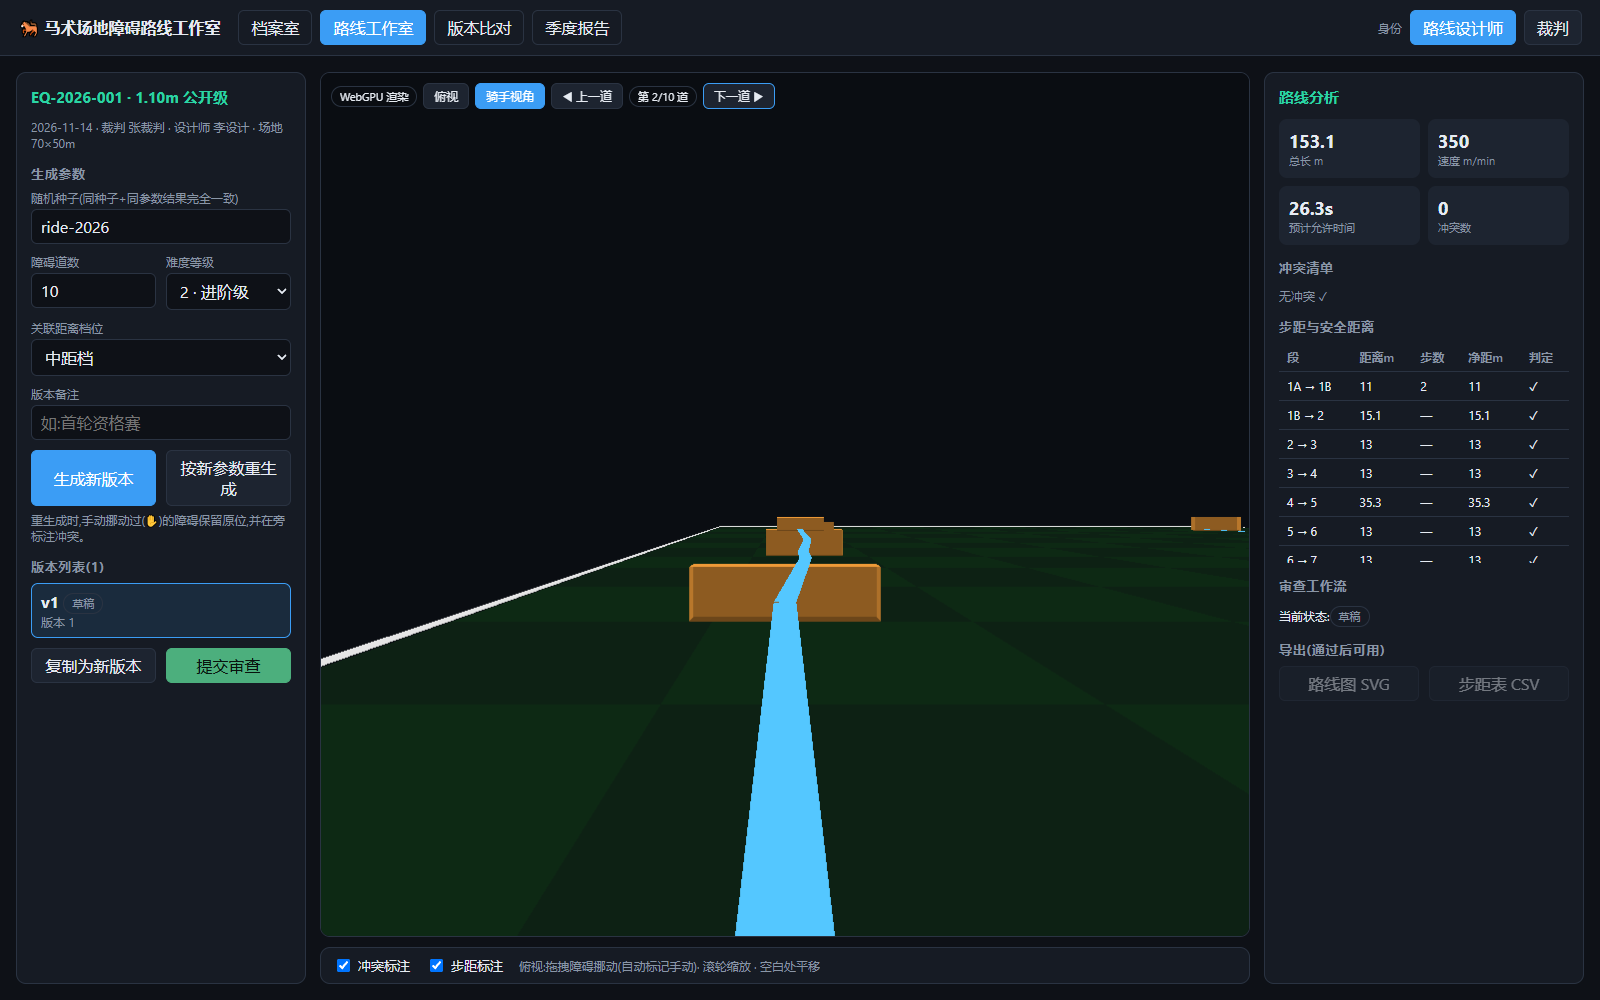 马术场地障碍路线工作室
档案室
路线工作室
版本比对
季度报告
身份
路线设计师
裁判
EQ-2026-001 · 1.10m 公开级
2026-11-14 · 裁判 张裁判 · 设计师 李设计 · 场地
70×50m
生成参数
随机种子(同种子+同参数结果完全一致)
ride-2026
障碍道数
难度等级
10
2 · 进阶级
关联距离档位
中距档
版本备注
如:首轮资格赛
生成新版本
按新参数重生
成
重生成时,手动挪动过(✋)的障碍保留原位,并在旁
标注冲突。
版本列表(1)
v1 草稿
版本 1
复制为新版本
提交审查
WebGPU 渲染
俯视
骑手视角
◀ 上一道
第 2/10 道
下一道 ▶
冲突标注
步距标注
俯视:拖拽障碍挪动(自动标记手动) · 滚轮缩放 · 空白处平移
路线分析
153.1
总长 m
350
速度 m/min
26.3s
预计允许时间
0
冲突数
冲突清单
无冲突 ✓
步距与安全距离
段 距离m 步数 净距m 判定
1A → 1B 11 2 11 ✓
1B → 2 15.1 — 15.1 ✓
2 → 3 13 — 13 ✓
3 → 4 13 — 13 ✓
4 → 5 35.3 — 35.3 ✓
5 → 6 13 — 13 ✓
6 → 7 13 — 13 ✓
审查工作流
当前状态: 草稿
导出(通过后可用)
路线图 SVG
步距表 CSV